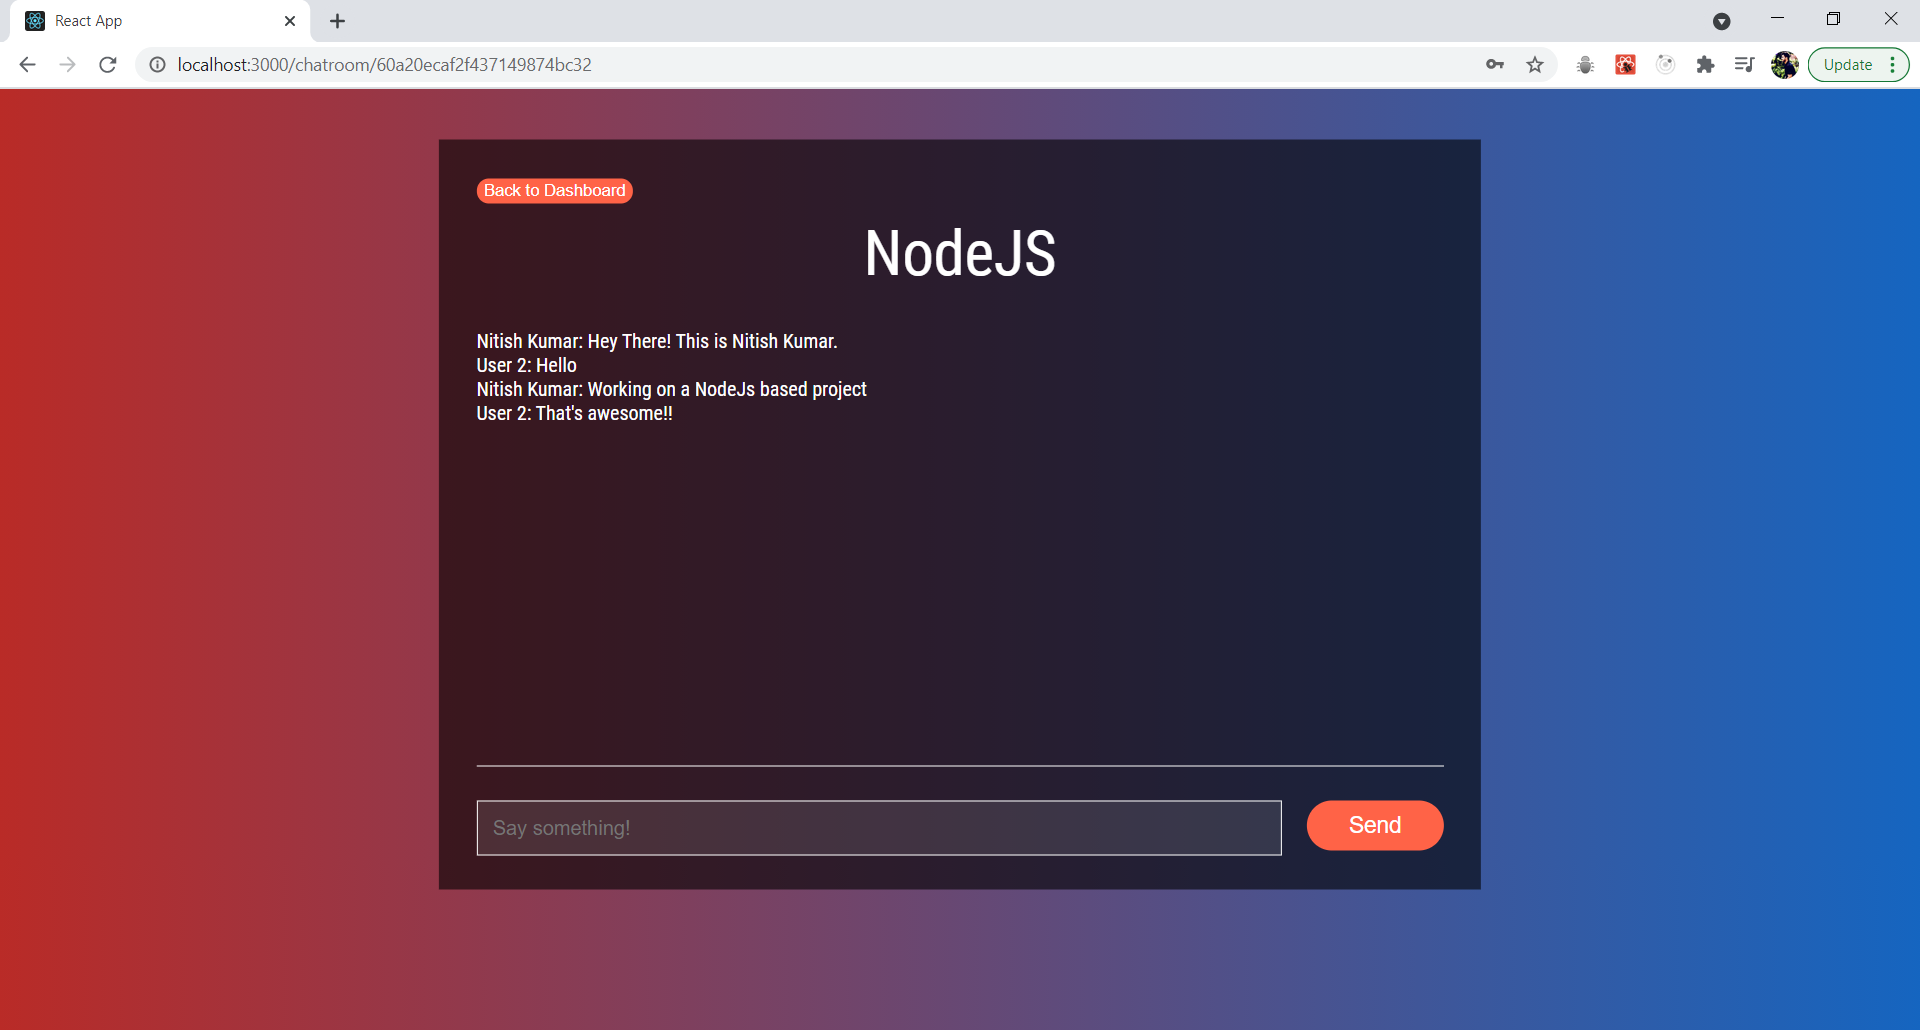 React App
localhost:3000/chatroom/60a20ecaf2f437149874bc32
Update
Back to Dashboard
NodeJS
Nitish Kumar: Hey There! This is Nitish Kumar.
User 2: Hello
Nitish Kumar: Working on a NodeJs based project
User 2: That's awesome!!
Say something!
Send